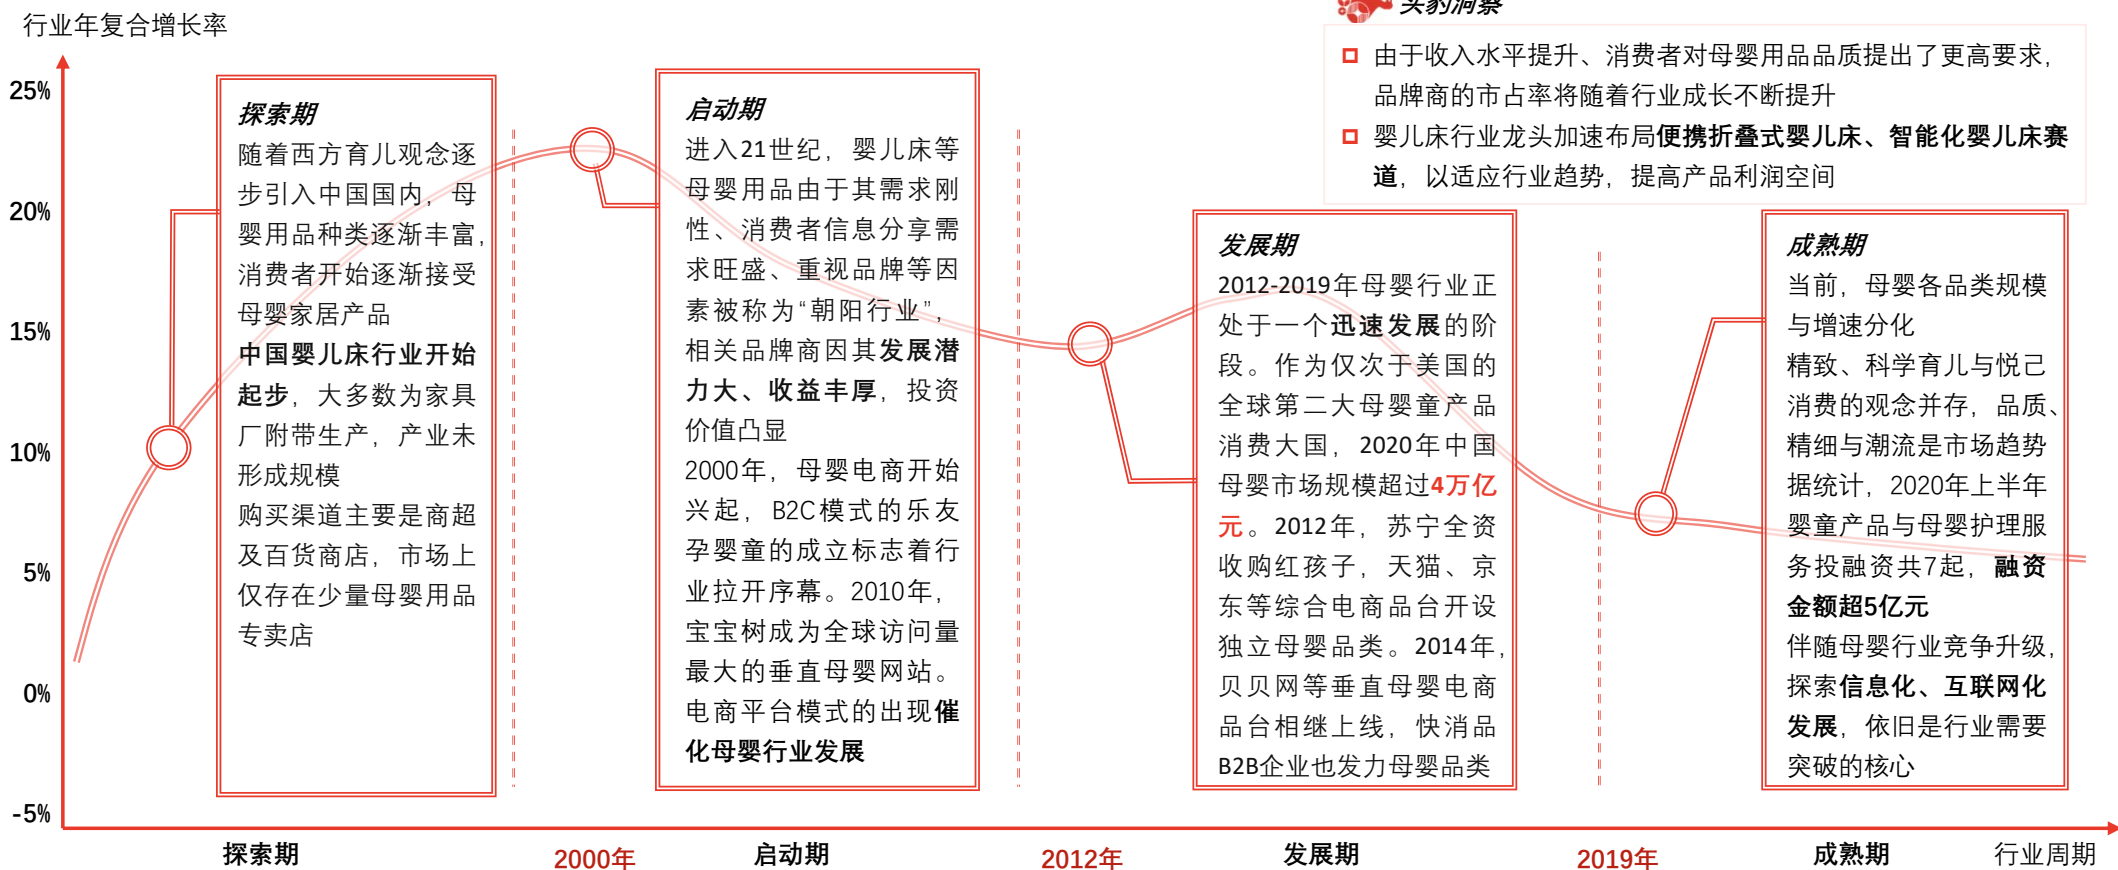 行业年复合增长率
头豹洞察
由于收入水平提升、消费者对母婴用品品质提出了更高要求，
品牌商的市占率将随着行业成长不断提升
婴儿床行业龙头加速布局便携折叠式婴儿床、智能化婴儿床赛
道，以适应行业趋势，提高产品利润空间
25%
20%
15%
10%
5%
0%
-5%
探索期
随着西方育儿观念逐
步引入中国国内，母
婴用品种类逐渐丰富，
消费者开始逐渐接受
母婴家居产品
中国婴儿床行业开始
起步，大多数为家具
厂附带生产，产业未
形成规模
购买渠道主要是商超
及百货商店，市场上
仅存在少量母婴用品
专卖店
启动期
进入21世纪，婴儿床等
母婴用品由于其需求刚
性、消费者信息分享需
求旺盛、重视品牌等因
素被称为“朝阳行业”，
相关品牌商因其发展潜
力大、收益丰厚，投资
价值凸显
2000年，母婴电商开始
兴起，B2C模式的乐友
孕婴童的成立标志着行
业拉开序幕。2010年，
宝宝树成为全球访问量
最大的垂直母婴网站。
电商平台模式的出现催
化母婴行业发展
发展期
2012-2019年母婴行业正
处于一个迅速发展的阶
段。作为仅次于美国的
全球第二大母婴童产品
消费大国，2020年中国
母婴市场规模超过4万亿
元。2012年，苏宁全资
收购红孩子，天猫、京
东等综合电商品台开设
独立母婴品类。2014年，
贝贝网等垂直母婴电商
品台相继上线，快消品
B2B企业也发力母婴品类
成熟期
当前，母婴各品类规模
与增速分化
精致、科学育儿与悦己
消费的观念并存，品质、
精细与潮流是市场趋势
据统计，2020年上半年
婴童产品与母婴护理服
务投融资共7起，融资
金额超5亿元
伴随母婴行业竞争升级，
探索信息化、互联网化
发展，依旧是行业需要
突破的核心
探索期
2000年
启动期
2012年
发展期
2019年
成熟期
行业周期